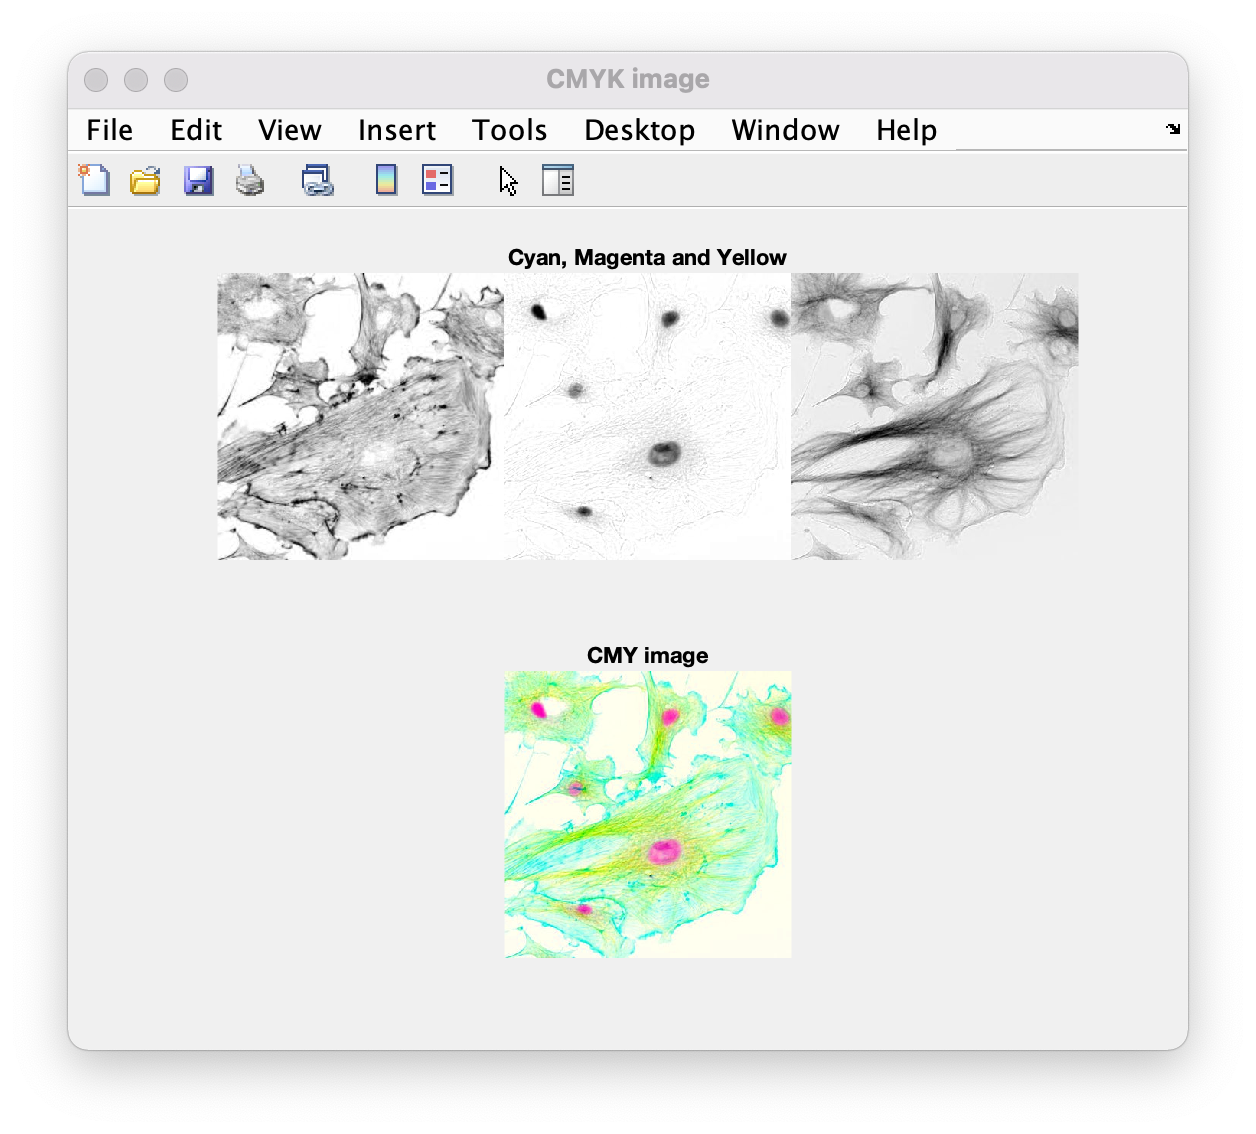 CMYK image
File Edit View Insert Tools Desktop Window Help
Cyan, Magenta and Yellow
CMY image